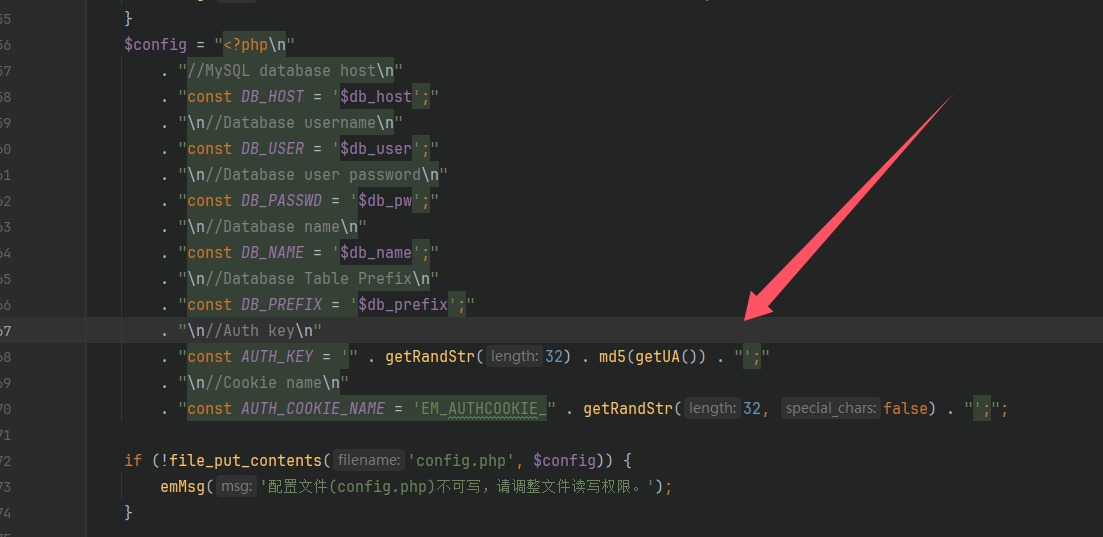 55 }
56 $config = "<?php\n"
57 . "//MySQL database host\n"
58 . "const DB_HOST = '$db_host';"
59 . "\n//Database username\n"
60 . "const DB_USER = '$db_user';"
61 . "\n//Database user password\n"
62 . "const DB_PASSWD = '$db_pw';"
63 . "\n//Database name\n"
64 . "const DB_NAME = '$db_name';"
65 . "\n//Database Table Prefix\n"
66 . "const DB_PREFIX = '$db_prefix';"
67 . "\n//Auth key\n"
68 . "const AUTH_KEY = '" . getRandStr( length: 32) . md5(getUA()) . "';"
69 . "\n//Cookie name\n"
70 . "const AUTH_COOKIE_NAME = 'EM_AUTHCOOKIE_" . getRandStr( length: 32, special_chars: false) . "';";
71
72 if (!file_put_contents( filename: 'config.php', $config)) {
73 emMsg( msg: '配置文件(config.php)不可写，请调整文件读写权限。');
74 }